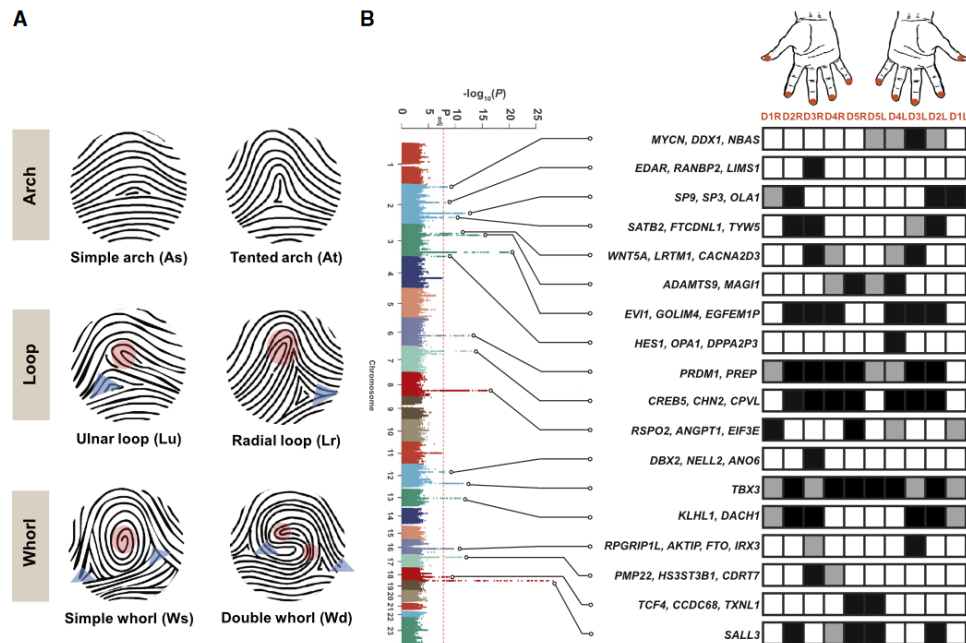 A
Arch
Simple arch (As)
Tented arch (At)
Loop
Ulnar loop (Lu)
Radial loop (Lr)
Whorl
Simple whorl (Ws)
Double whorl (Wd)
B
-log10(P)
0 5 10 15 20 25
Padj
Chromosome
1
2
3
4
5
6
7
8
9
10
11
12
13
14
15
16
17
18
19
20
21
22
23
D1R D2R D3R D4R D5R D5L D4L D3L D2L D1L
MYCN, DDX1, NBAS
EDAR, RANBP2, LIMS1
SP9, SP3, OLA1
SATB2, FTCDNL1, TYW5
WNT5A, LRTM1, CACNA2D3
ADAMTS9, MAGI1
EVI1, GOLIM4, EGFEM1P
HES1, OPA1, DPPA2P3
PRDM1, PREP
CREB5, CHN2, CPVL
RSPO2, ANGPT1, EIF3E
DBX2, NELL2, ANO6
TBX3
KLHL1, DACH1
RPGRIP1L, AKTIP, FTO, IRX3
PMP22, HS3ST3B1, CDRT7
TCF4, CCDC68, TXNL1
SALL3